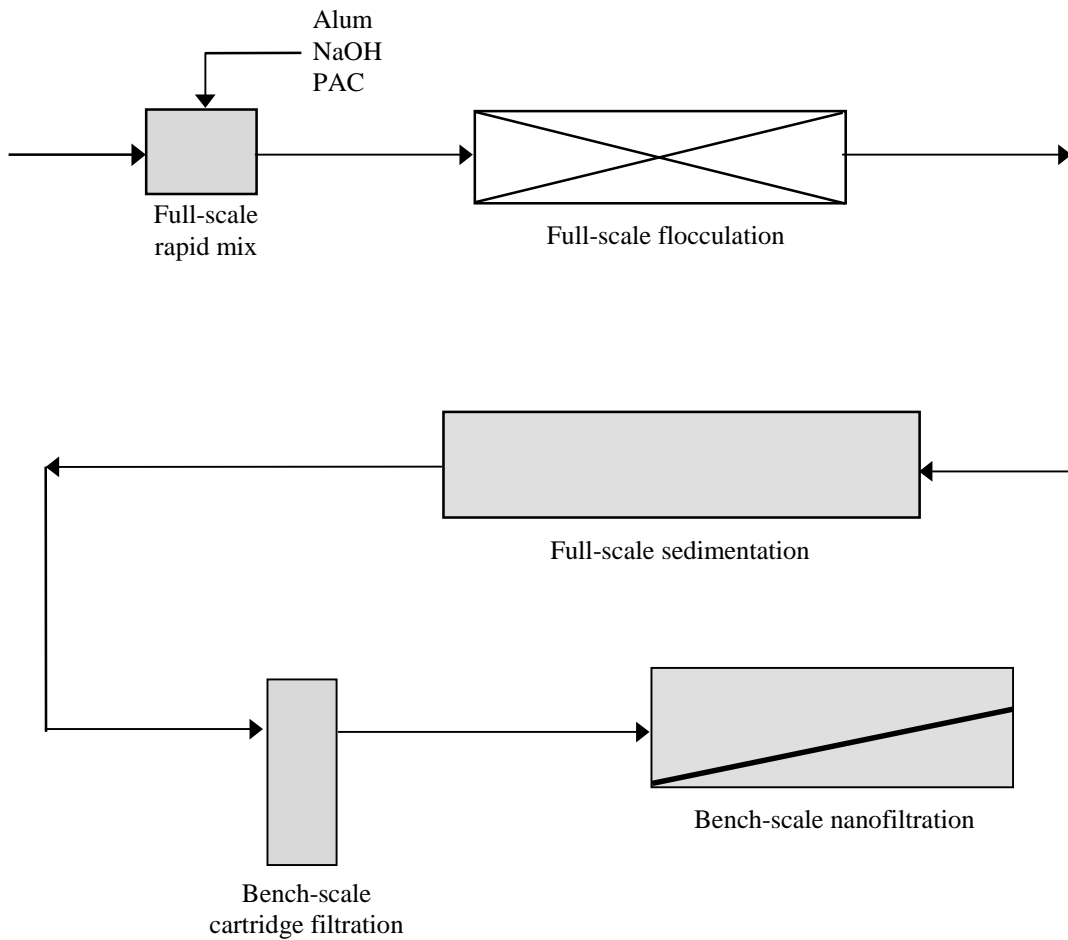 Alum
NaOH
PAC
Full-scale
rapid mix
Full-scale flocculation
Full-scale sedimentation
Bench-scale nanofiltration
Bench-scale
cartridge filtration